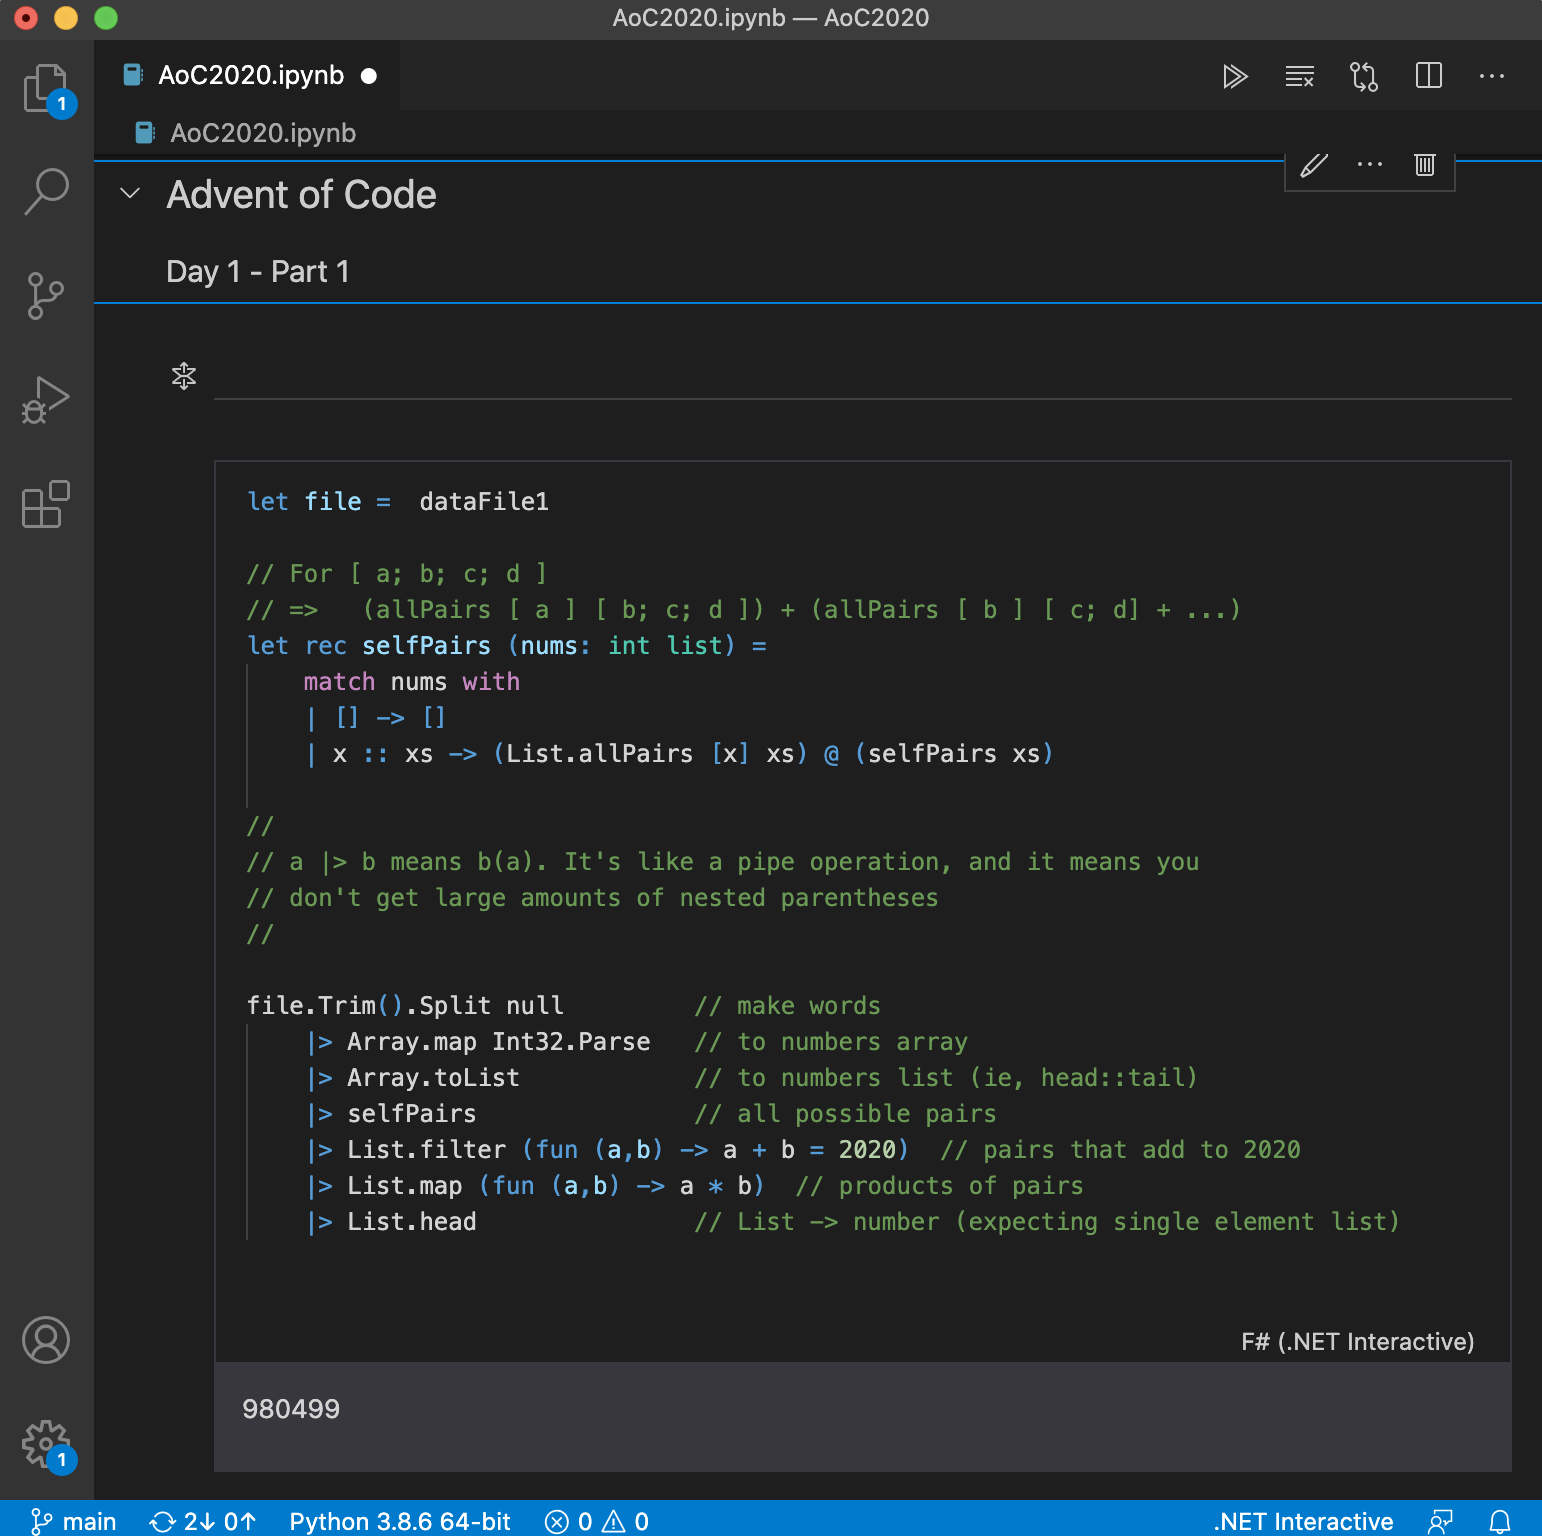 AoC2020.ipynb — AoC2020
AoC2020.ipynb
1
AoC2020.ipynb
Advent of Code
Day 1 - Part 1
let file =  dataFile1
// For [ a; b; c; d ]
// =>   (allPairs [ a ] [ b; c; d ]) + (allPairs [ b ] [ c; d] + ...)
let rec selfPairs (nums: int list) =
    match nums with
    | [] -> []
    | x :: xs -> (List.allPairs [x] xs) @ (selfPairs xs)
//
// a |> b means b(a). It's like a pipe operation, and it means you
// don't get large amounts of nested parentheses
//
file.Trim().Split null         // make words
    |> Array.map Int32.Parse   // to numbers array
    |> Array.toList            // to numbers list (ie, head::tail)
    |> selfPairs               // all possible pairs
    |> List.filter (fun (a,b) -> a + b = 2020)  // pairs that add to 2020
    |> List.map (fun (a,b) -> a * b)  // products of pairs
    |> List.head               // List -> number (expecting single element list)
F# (.NET Interactive)
980499
1
main 2↓ 0↑ Python 3.8.6 64-bit 0 0 .NET Interactive